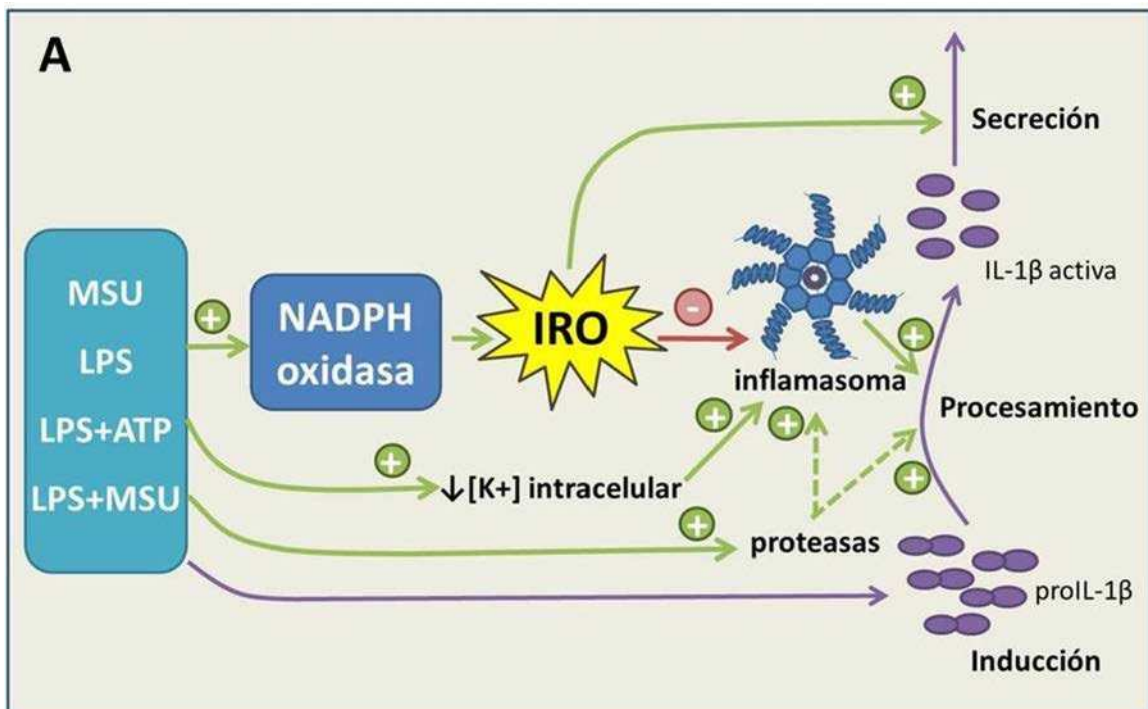 A
+
Secreción
IL-1β activa
MSU
LPS
LPS+ATP
LPS+MSU
+
NADPH
oxidasa
IRO
-
inflamasoma
+
Procesamiento
+
↓[K+] intracelular
+
+
+
proteasas
+
proIL-1β
Inducción